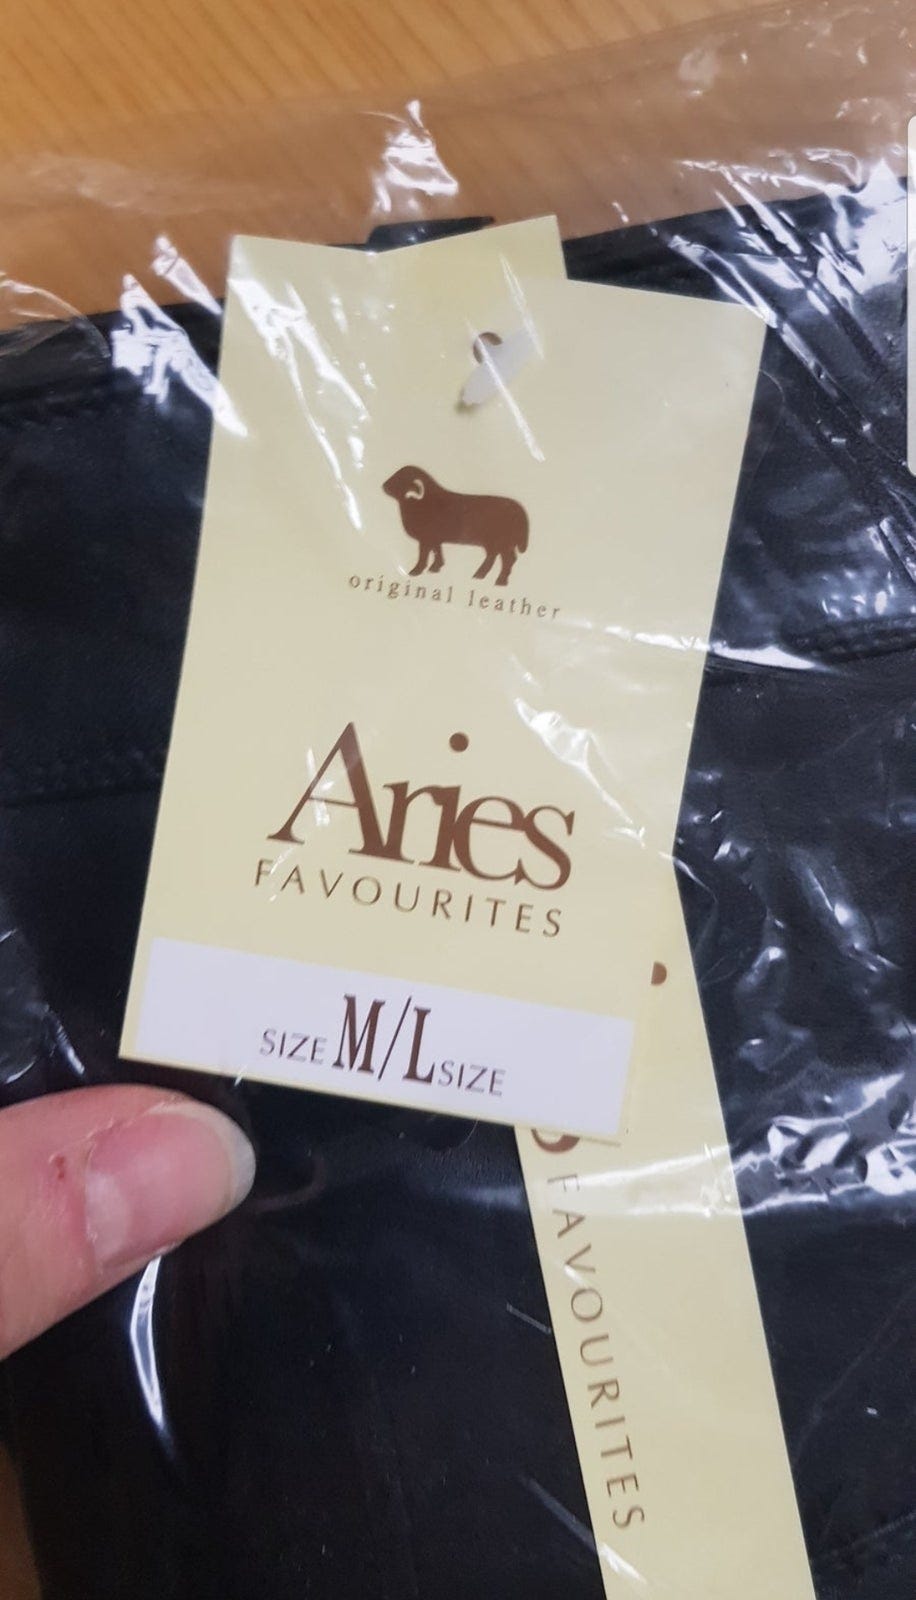 original leather
Aries
FAVOURITES
SIZE M/L SIZE
FAVOURITES